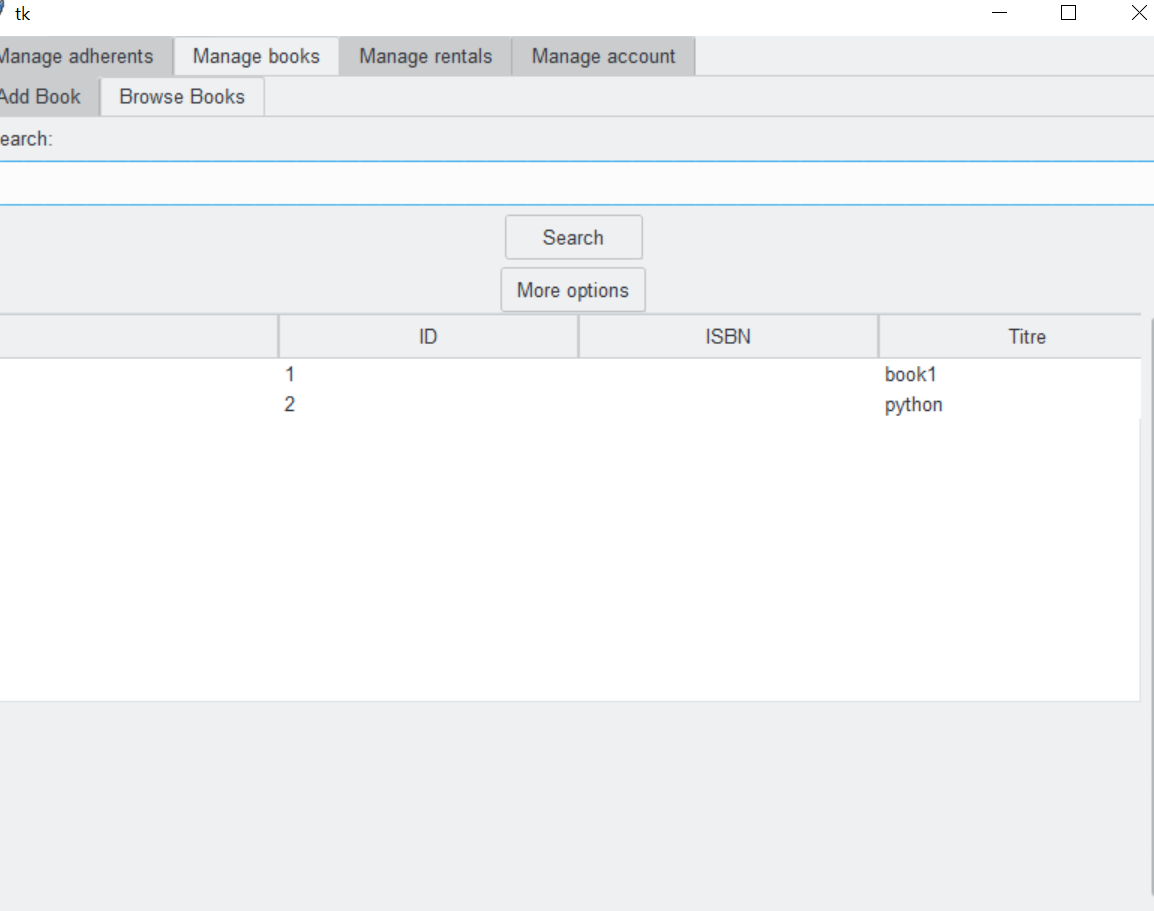 tk
Manage adherents Manage books Manage rentals Manage account
Add Book Browse Books
earch:
Search
More options
ID ISBN Titre
1 book1
2 python